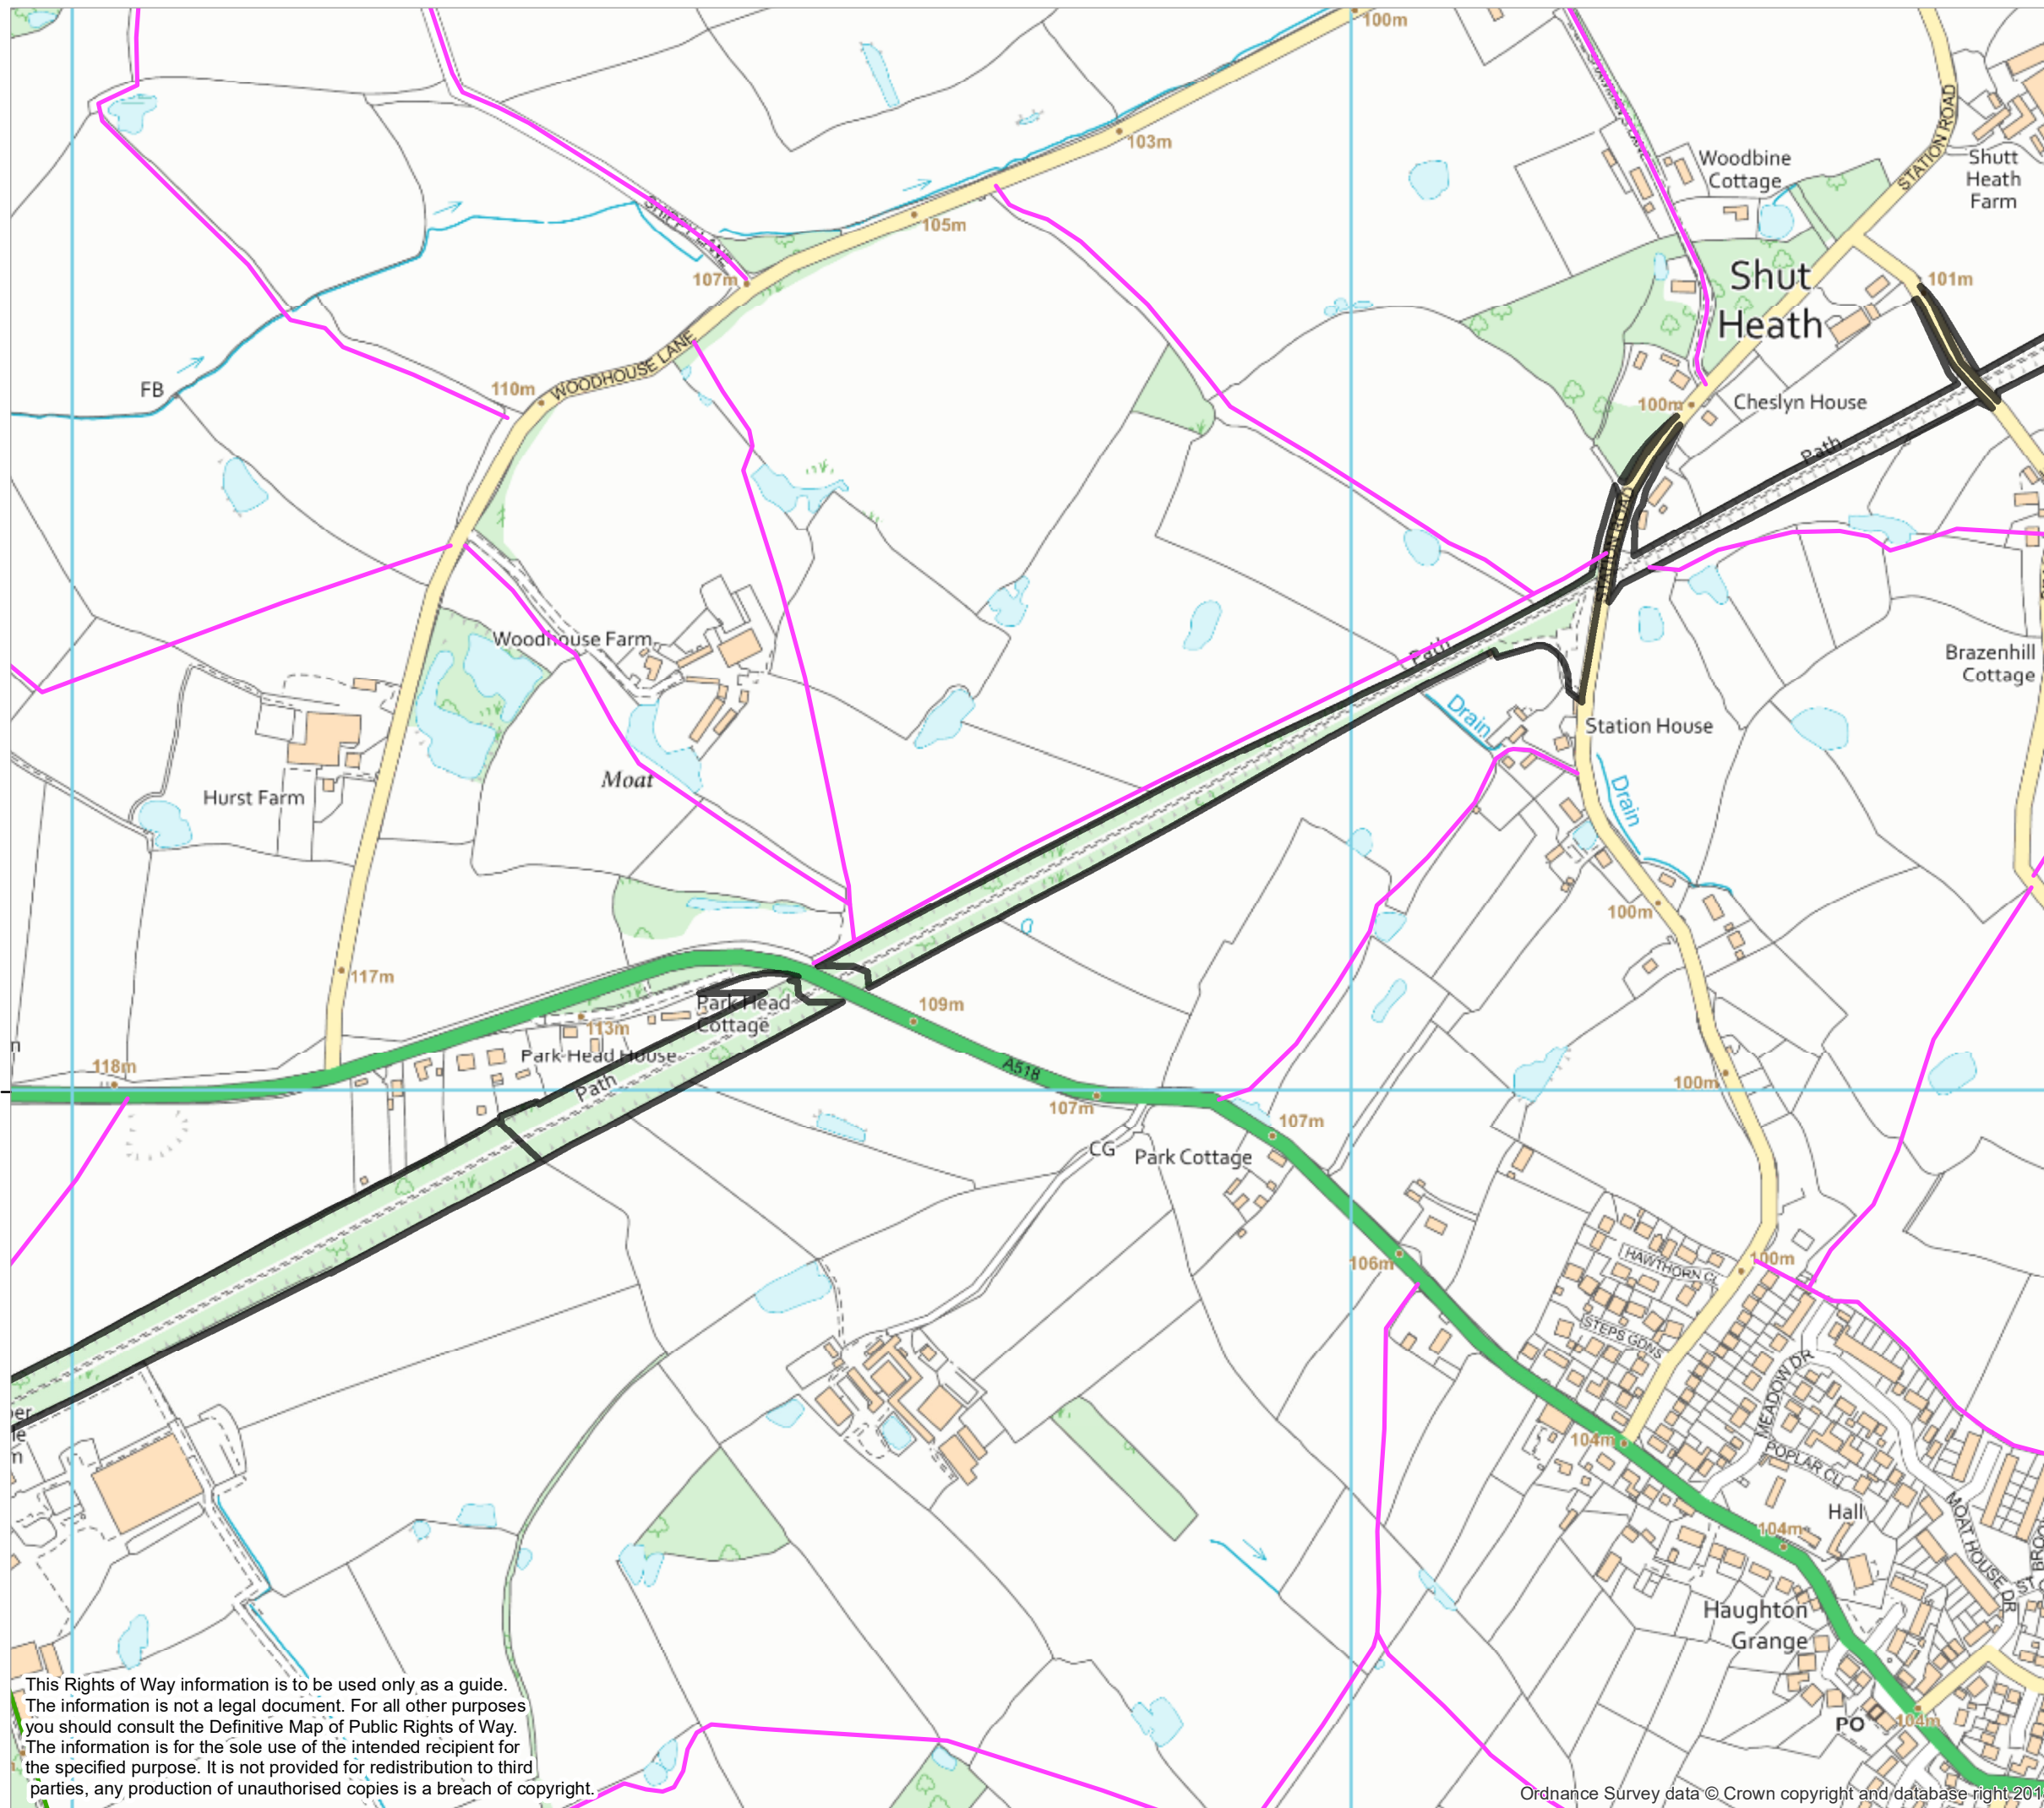 100m
STATION ROAD
103m
Woodbine
Cottage
Shutt
Heath
Farm
105m
107m
Shut
Heath
101m
FB
110m
WOODHOUSE LANE
100m
Cheslyn House
Path
STATION ROAD
Woodhouse Farm
Path
Brazenhill
Cottage
Drain
Station House
Moat
Hurst Farm
Drain
100m
117m
Park Head
Cottage
109m
113m
Park Head House
A518
118m
Path
107m
100m
107m
CG
Park Cottage
106m
100m
HAWTHORN CL
STEPS GDNS
MEADOW DR
104m
POPLAR CL
Hall
104m
MOAT HOUSE DR
Haughton
Grange
PO
104m
This Rights of Way information is to be used only as a guide.
The information is not a legal document. For all other purposes
you should consult the Definitive Map of Public Rights of Way.
The information is for the sole use of the intended recipient for
the specified purpose. It is not provided for redistribution to third
parties, any production of unauthorised copies is a breach of copyright.
Ordnance Survey data © Crown copyright and database right 201